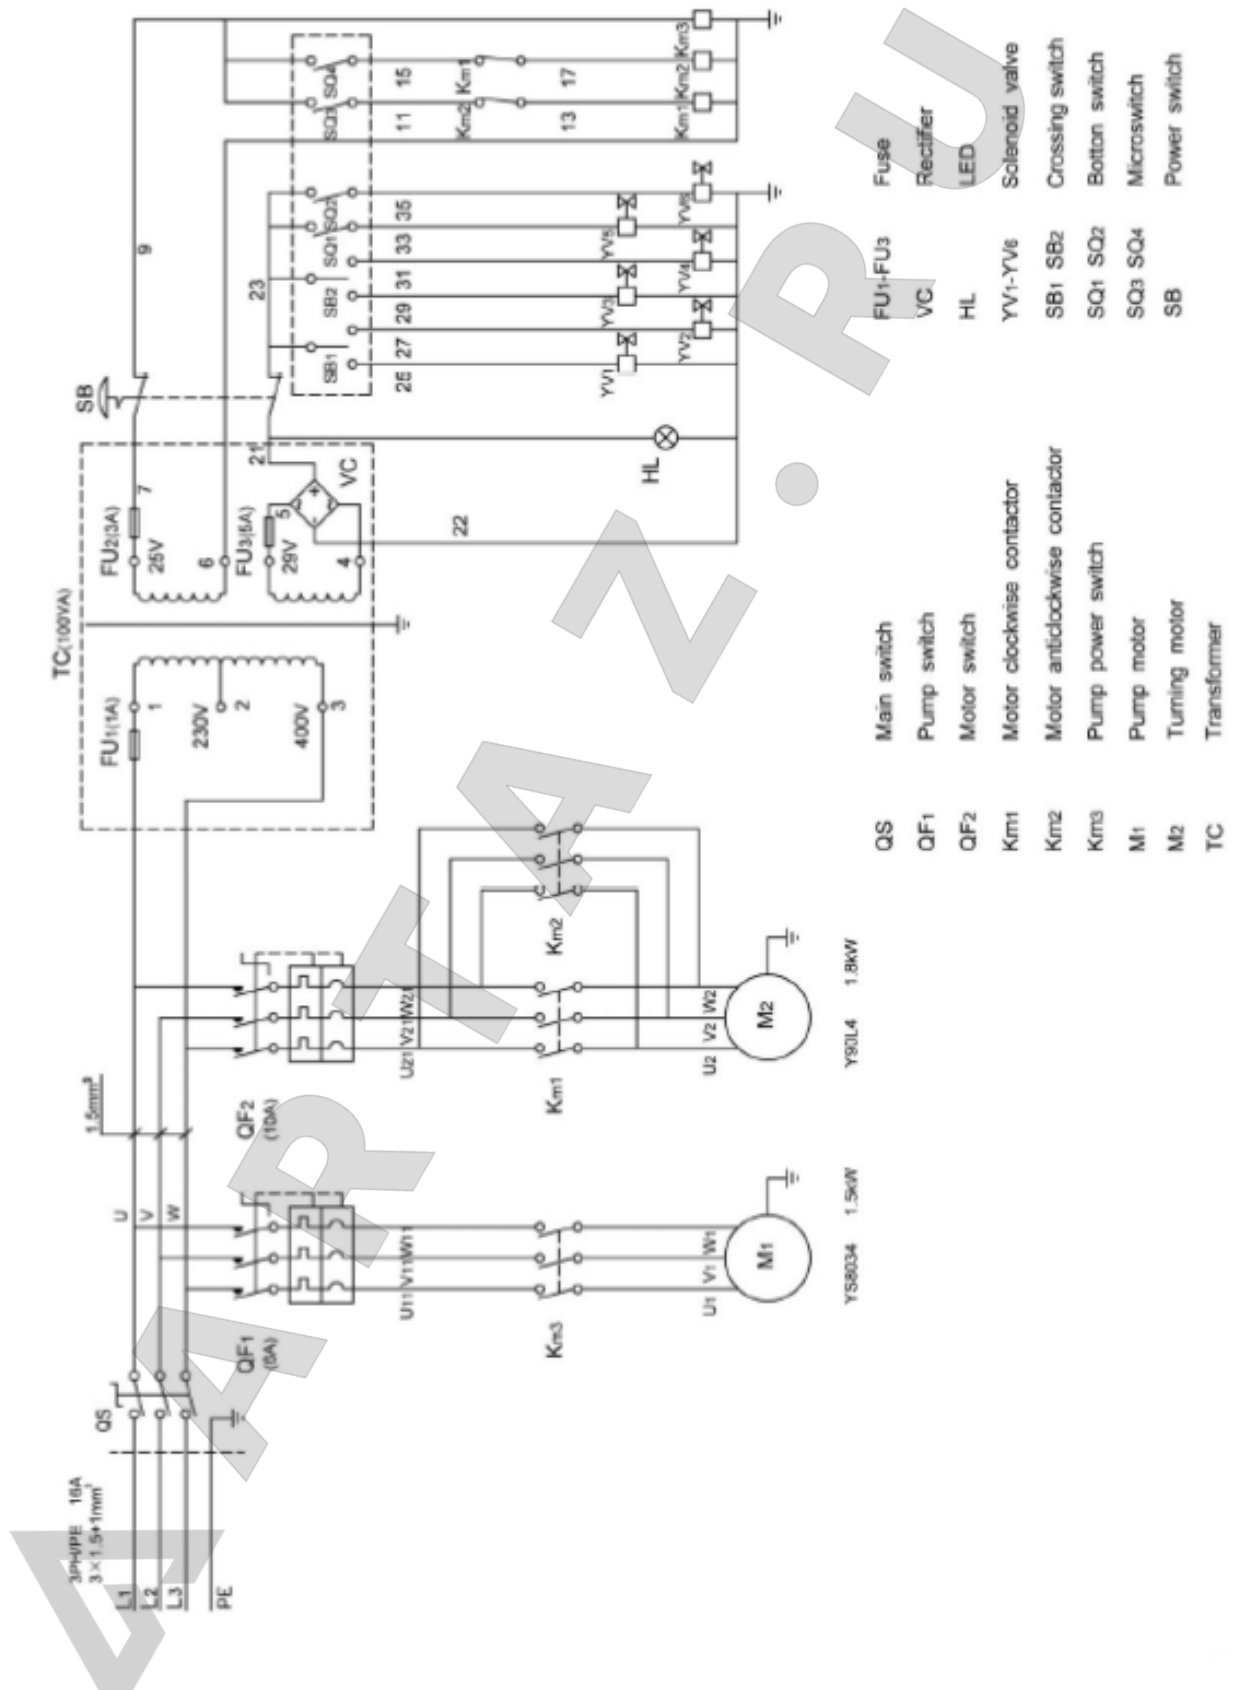 3PH/PE 16A
3×1.5+1mm²
L1
L2
L3
PE
QS
U
V
W
1.5mm²
QF1
(6A)
U11 V11 W11
Km3
U1 V1 W1
M1
YS8034 1.5kW
QF2
(10A)
U21 V21 W21
Km1
Km2
U2 V2 W2
M2
Y90L4 1.8kW
TC(100VA)
FU1(1A)
1
230V
2
400V
3
FU2(3A)
25V
7
6
FU3(5A)
29V
5
4
VC
21
22
SB
9
23
HL
SB1
SB2
SQ1
SQ2
SQ3
SQ4
25 27 29 31 33 35
11 15
Km2 Km1
13 17
YV1
YV2
YV3
YV4
YV5
YV6
Km1 Km2 Km3
QS Main switch
QF1 Pump switch
QF2 Motor switch
Km1 Motor clockwise contactor
Km2 Motor anticlockwise contactor
Km3 Pump power switch
M1 Pump motor
M2 Turning motor
TC Transformer
FU1-FU3 Fuse
VC Rectifier
HL LED
YV1-YV6 Solenoid valve
SB1 SB2 Crossing switch
SQ1 SQ2 Botton switch
SQ3 SQ4 Microswitch
SB Power switch
ARTAZ.RU